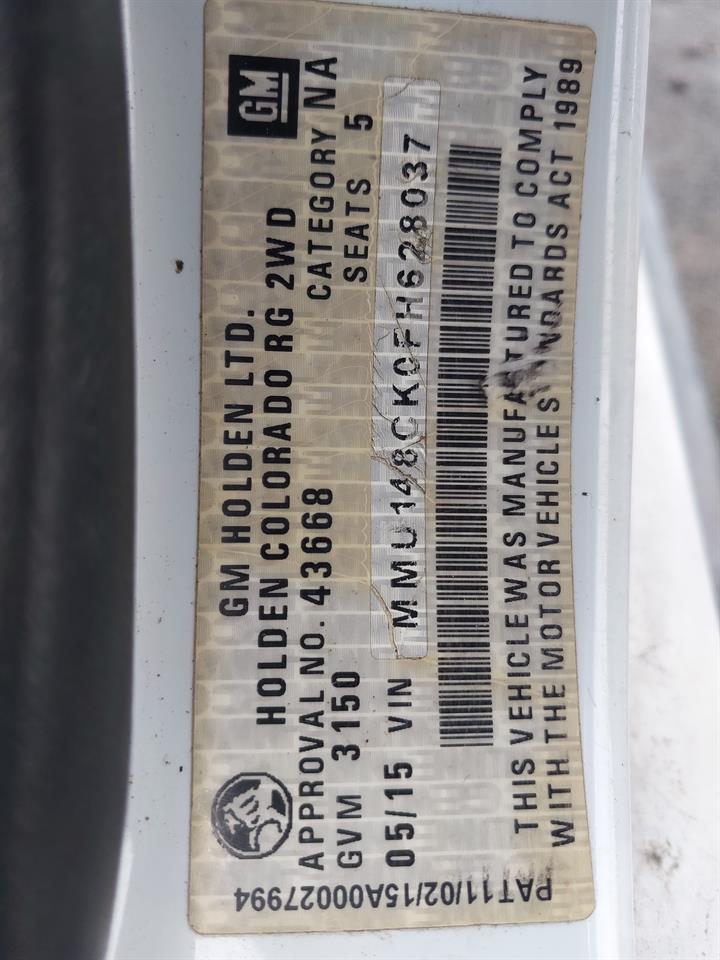 GM HOLDEN LTD.
GM
HOLDEN COLORADO RG 2WD
APPROVAL NO. 43668 CATEGORY NA
GVM 3150 SEATS 5
05/15 VIN MMU148CK0FH628037
THIS VEHICLE WAS MANUFACTURED TO COMPLY
WITH THE MOTOR VEHICLE STANDARDS ACT 1989
PAT11/02/15A00027994